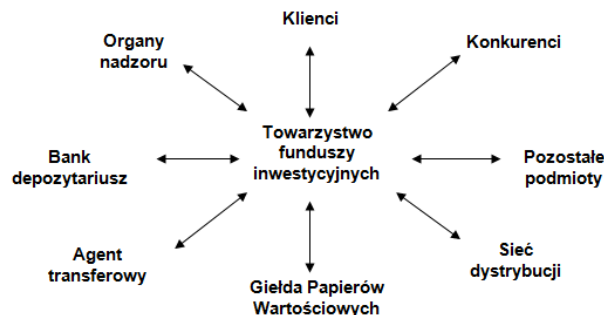 Klienci
Organy
nadzoru
Konkurenci
Towarzystwo
funduszy
inwestycyjnych
Bank
depozytariusz
Pozostałe
podmioty
Agent
transferowy
Sieć
dystrybucji
Giełda Papierów
Wartościowych